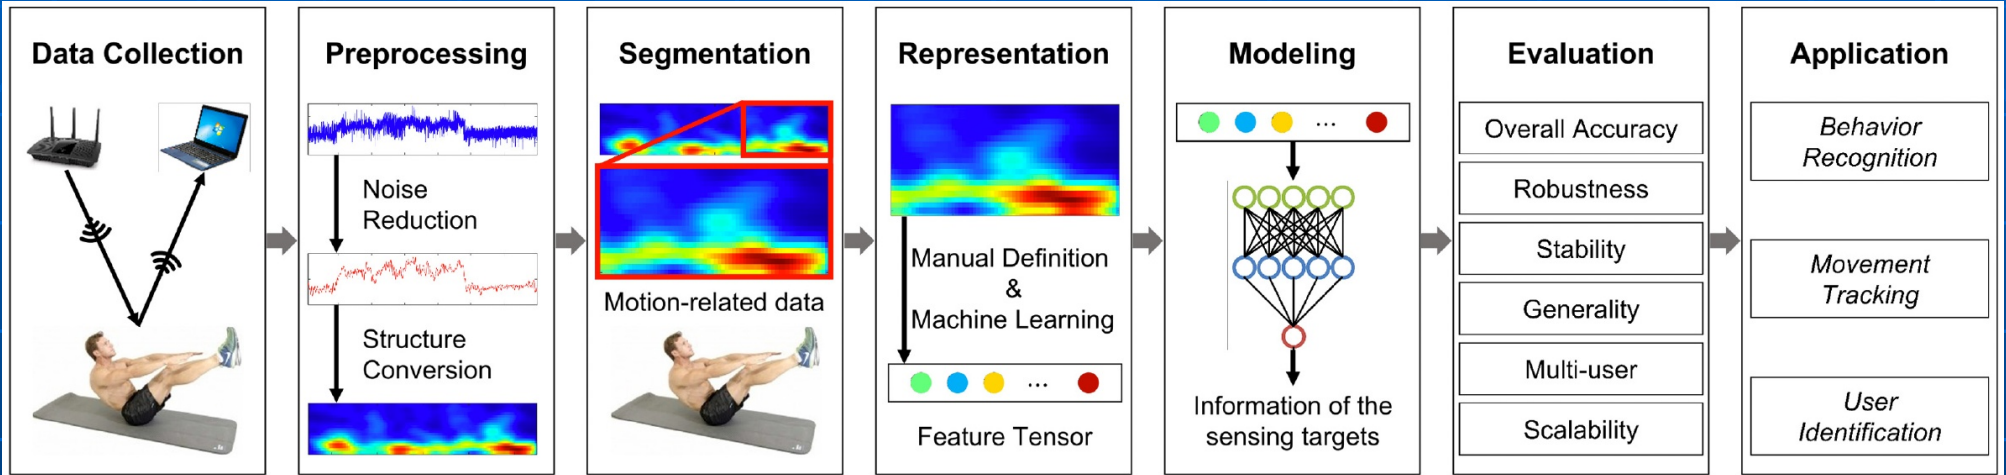 Data Collection
Preprocessing
Noise
Reduction
Structure
Conversion
Segmentation
Motion-related data
Representation
Manual Definition
&
Machine Learning
...
Feature Tensor
Modeling
...
Information of the
sensing targets
Evaluation
Overall Accuracy
Robustness
Stability
Generality
Multi-user
Scalability
Application
Behavior
Recognition
Movement
Tracking
User
Identification